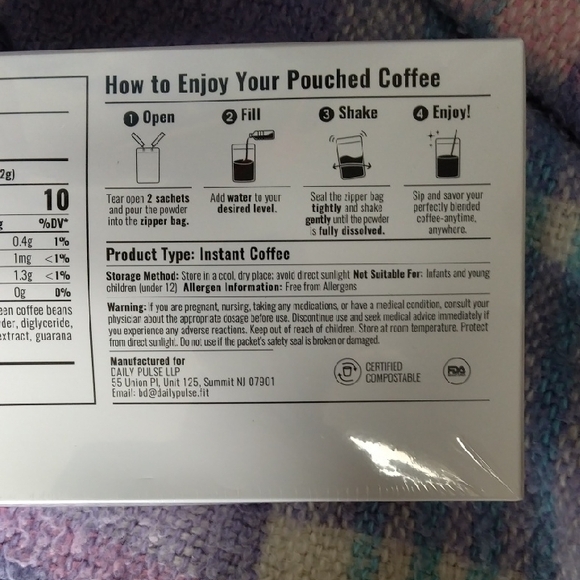 2g)
10
%DV*
0.4g 1%
1mg <1%
1.3g <1%
0g 0%
coffee beans
diglyceride,
extract, guarana
How to Enjoy Your Pouched Coffee
1 Open
2 Fill
3 Shake
4 Enjoy!
Tear open 2 sachets
and pour the powder
into the zipper bag.
Add water to your
desired level.
Seal the zipper bag
tightly and shake
gently until the powder
is fully dissolved.
Sip and savor your
perfectly blended
coffee-anytime,
anywhere.
Product Type: Instant Coffee
Storage Method: Store in a cool, dry place; avoid direct sunlight Not Suitable For: Infants and young
children (under 12) Allergen Information: Free from Allergens
Warning: If you are pregnant, nursing, taking any medications, or have a medical condition, consult your
physician about the appropriate dosage before use. Discontinue use and seek medical advice immediately if
you experience any adverse reactions. Keep out of reach of children. Store at room temperature. Protect
from direct sunlight. Do not use if the packet's safety seal is broken or damaged.
Manufactured for
DAILY PULSE LLP
55 Union Pl, Unit 125, Summit NJ 07901
Email: bd@dailypulse.fit
CERTIFIED
COMPOSTABLE
FDA